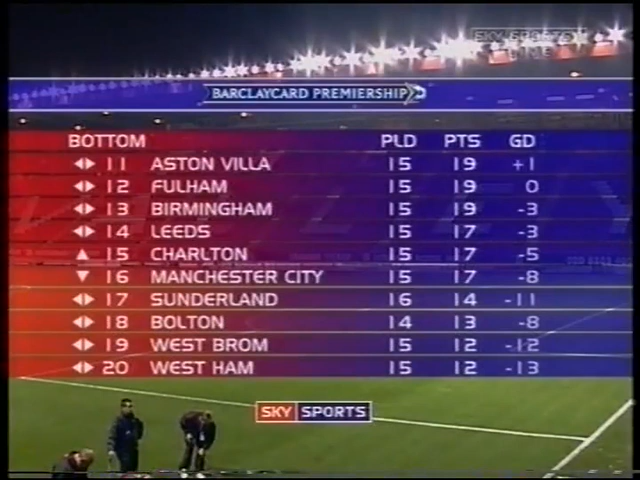 SKY SPORTS
BARCLAYCARD PREMIERSHIP
BOTTOM PLD PTS GD
11 ASTON VILLA 15 19 +1
12 FULHAM 15 19 0
13 BIRMINGHAM 15 19 -3
14 LEEDS 15 17 -3
15 CHARLTON 15 17 -5
16 MANCHESTER CITY 15 17 -8
17 SUNDERLAND 16 14 -11
18 BOLTON 14 13 -8
19 WEST BROM 15 12 -12
20 WEST HAM 15 12 -13
SKY SPORTS